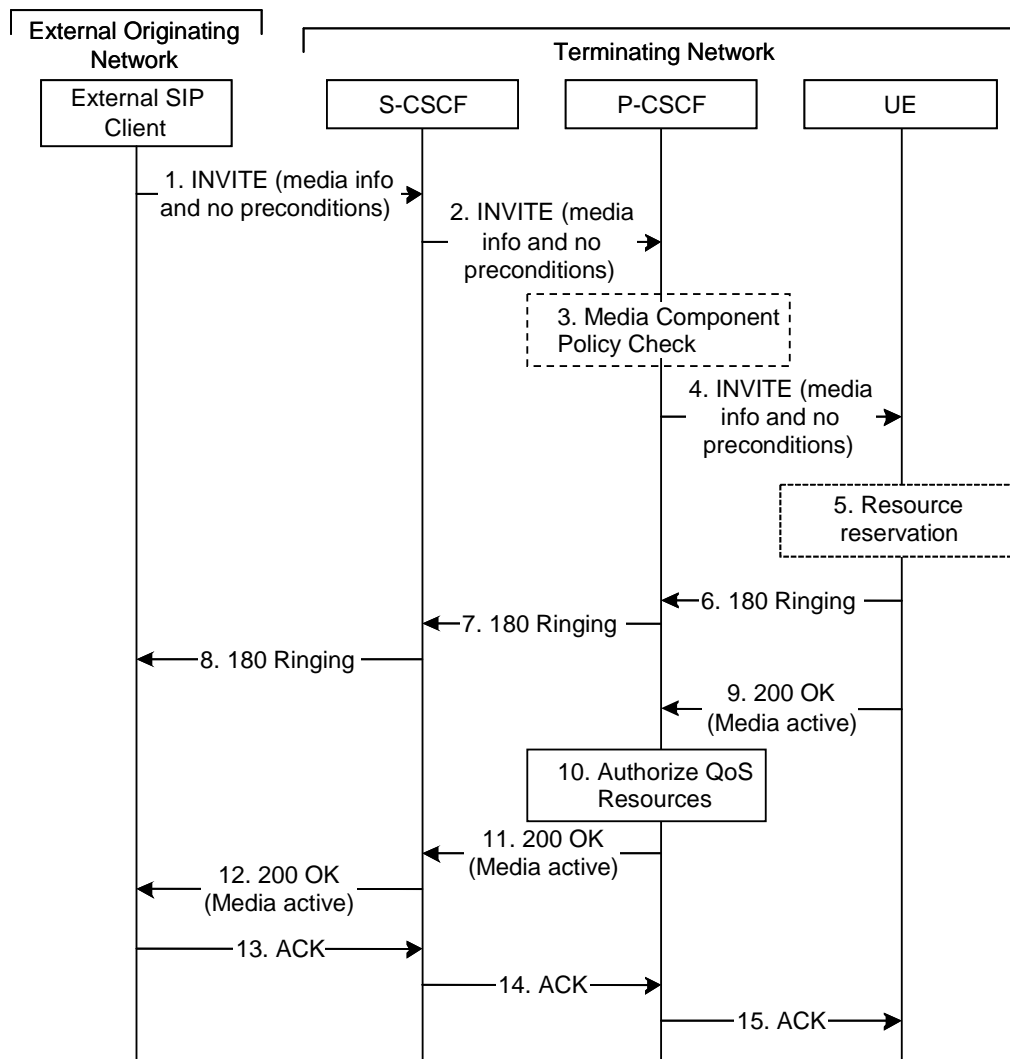 External Originating
Network
Terminating Network
External SIP
Client
S-CSCF
P-CSCF
UE
1. INVITE (media info
and no preconditions)
2. INVITE (media
info and no
preconditions)
3. Media Component
Policy Check
4. INVITE (media
info and no
preconditions)
5. Resource
reservation
6. 180 Ringing
7. 180 Ringing
8. 180 Ringing
9. 200 OK
(Media active)
10. Authorize QoS
Resources
11. 200 OK
(Media active)
12. 200 OK
(Media active)
13. ACK
14. ACK
15. ACK